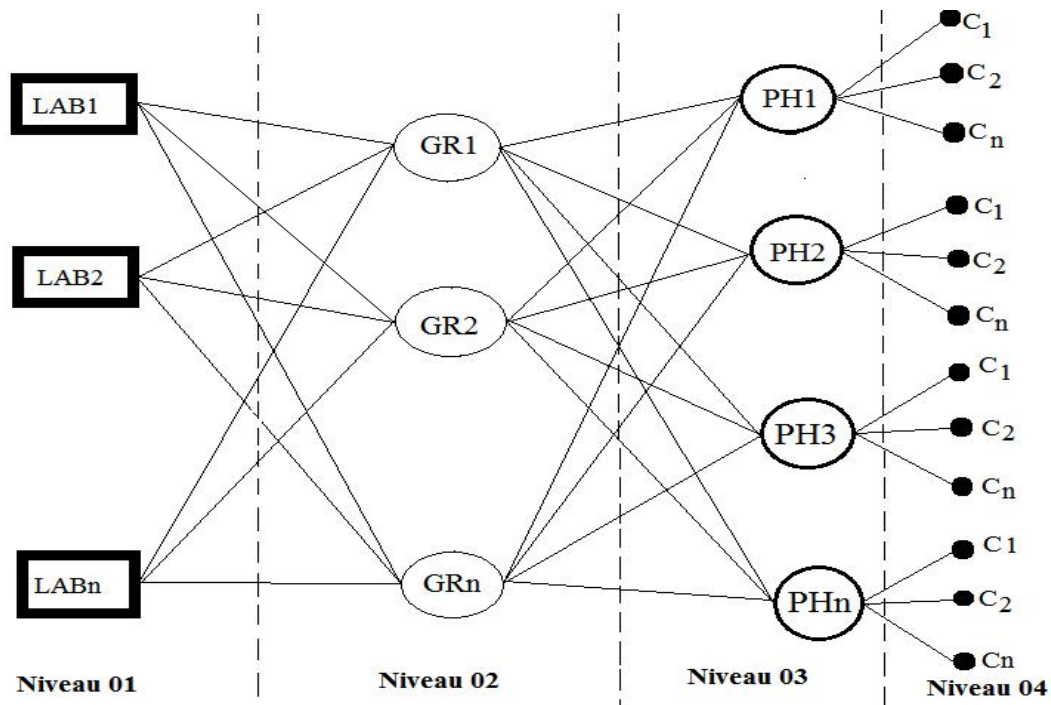 LAB1
LAB2
LABn
GR1
GR2
GRn
PH1
PH2
PH3
PHn
C1
C2
Cn
C1
C2
Cn
C1
C2
Cn
C1
C2
Cn
Niveau 01
Niveau 02
Niveau 03
Niveau 04